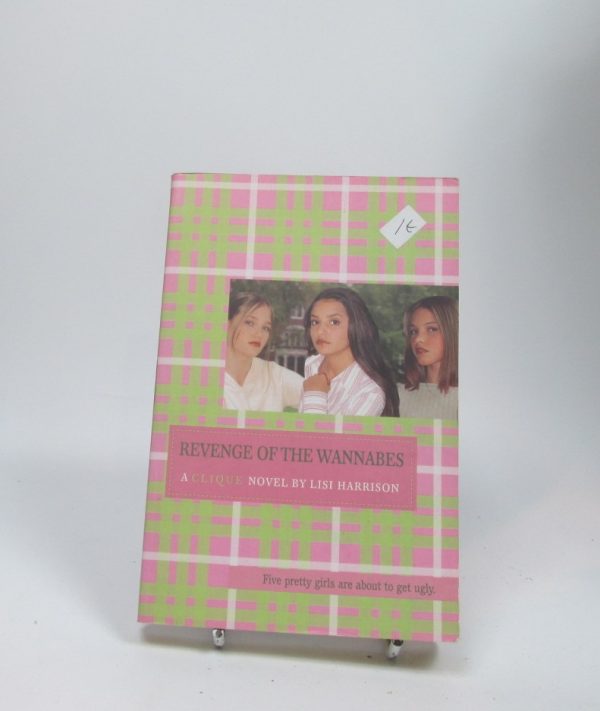 1€
REVENGE OF THE WANNABES
A CLIQUE NOVEL BY LISI HARRISON
Five pretty girls are about to get ugly.